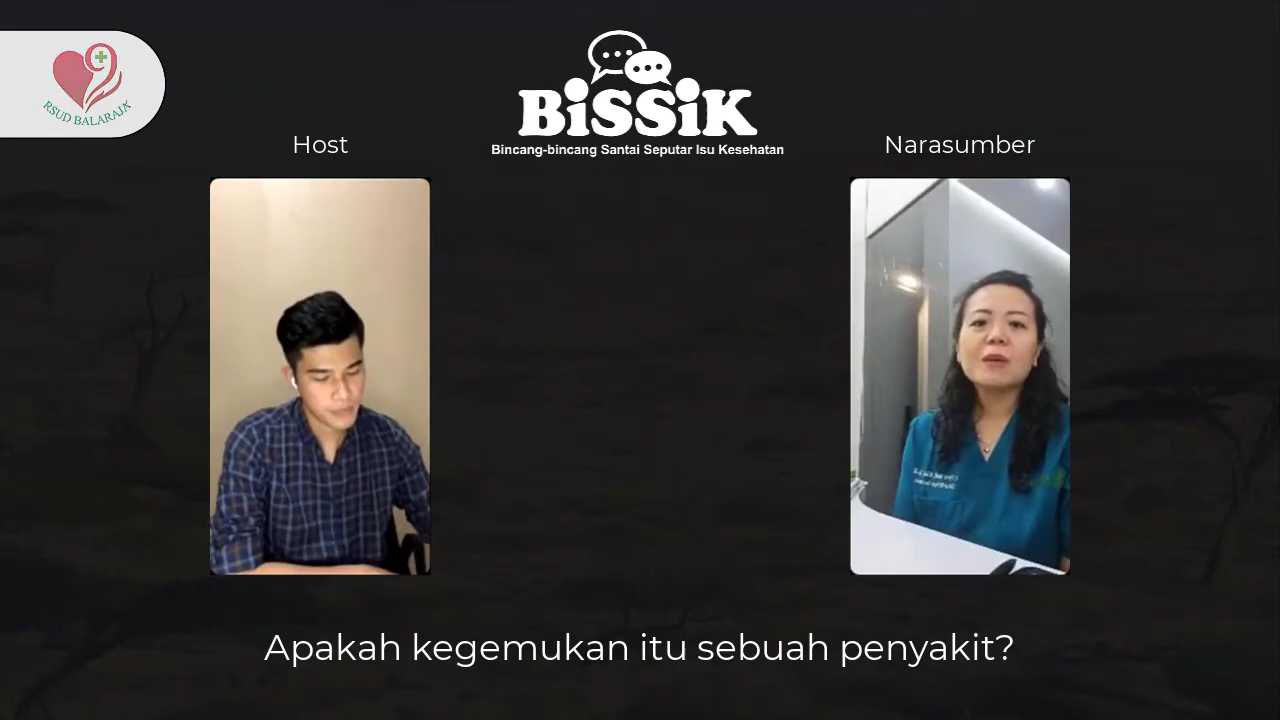 RSUD BALARAJA
BiSSiK
Bincang-bincang Santai Seputar Isu Kesehatan
Host
Narasumber
Apakah kegemukan itu sebuah penyakit?